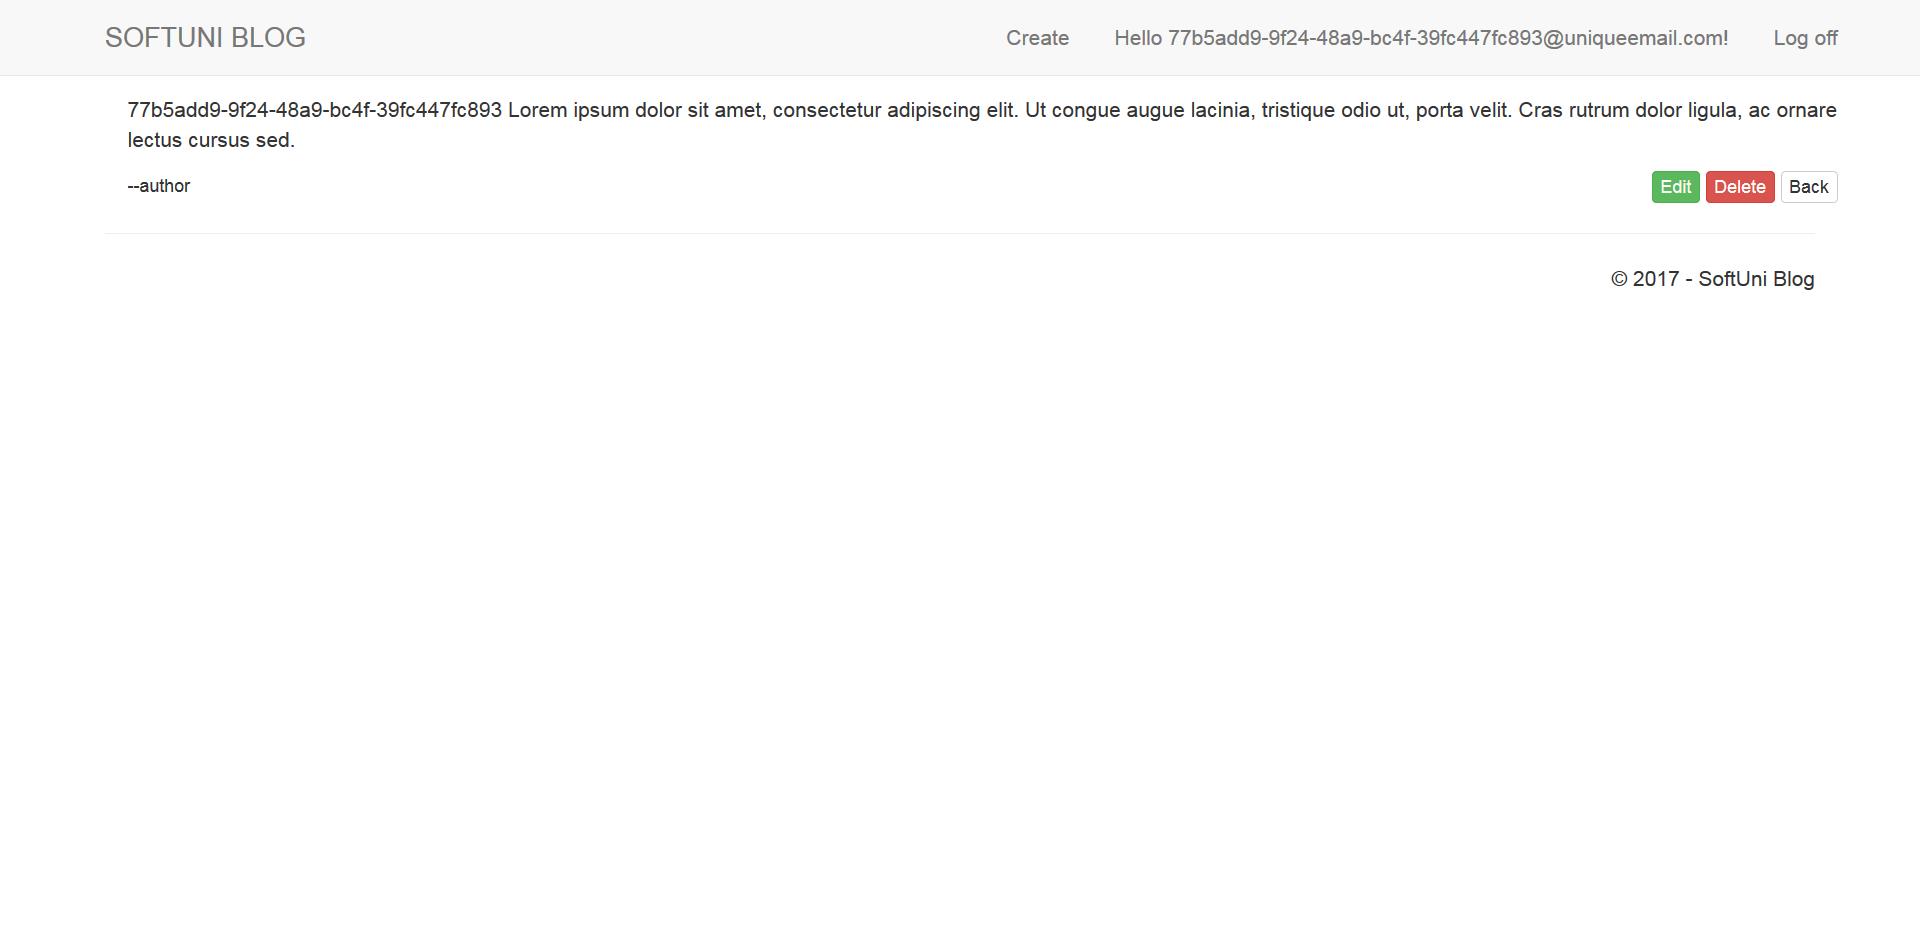 SOFTUNI BLOG
Create
Hello 77b5add9-9f24-48a9-bc4f-39fc447fc893@uniqueemail.com!
Log off
77b5add9-9f24-48a9-bc4f-39fc447fc893 Lorem ipsum dolor sit amet, consectetur adipiscing elit. Ut congue augue lacinia, tristique odio ut, porta velit. Cras rutrum dolor ligula, ac ornare
lectus cursus sed.
--author
Edit
Delete
Back
© 2017 - SoftUni Blog